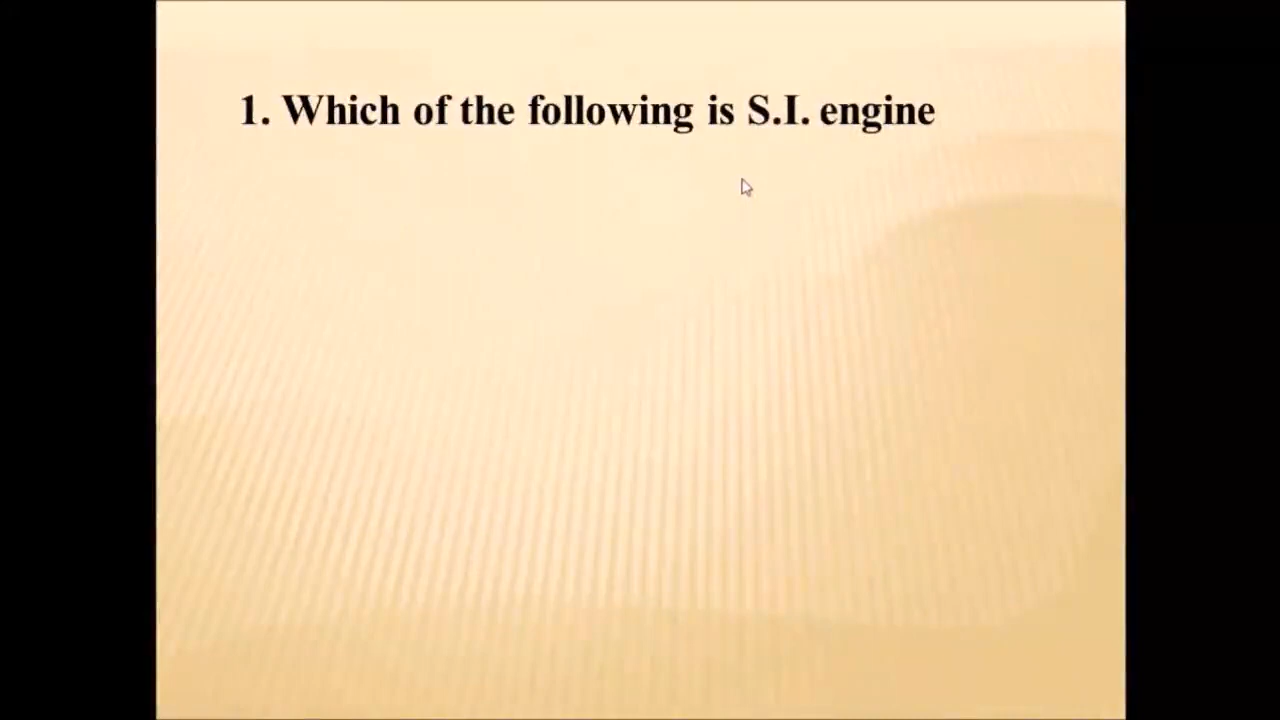 1. Which of the following is S.I. engine